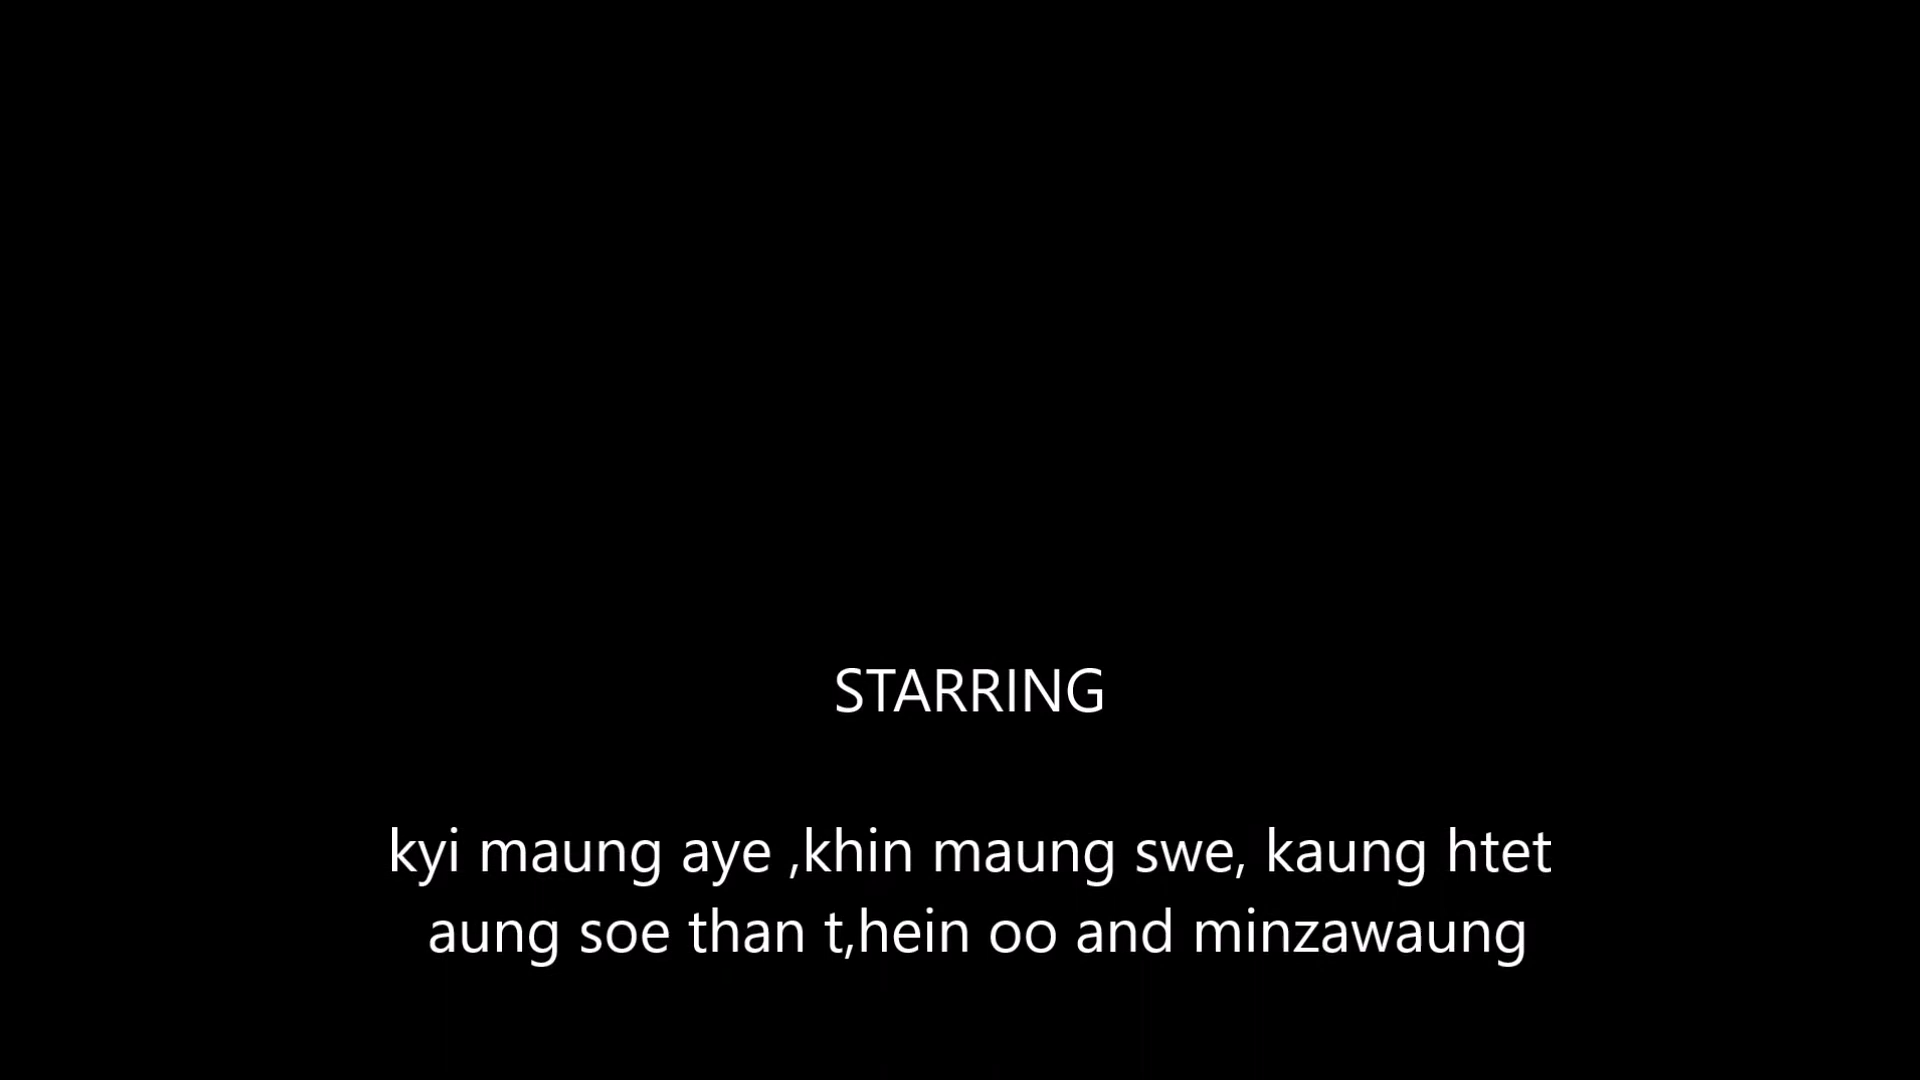 STARRING
kyi maung aye ,khin maung swe, kaung htet
aung soe than t,hein oo and minzawaung